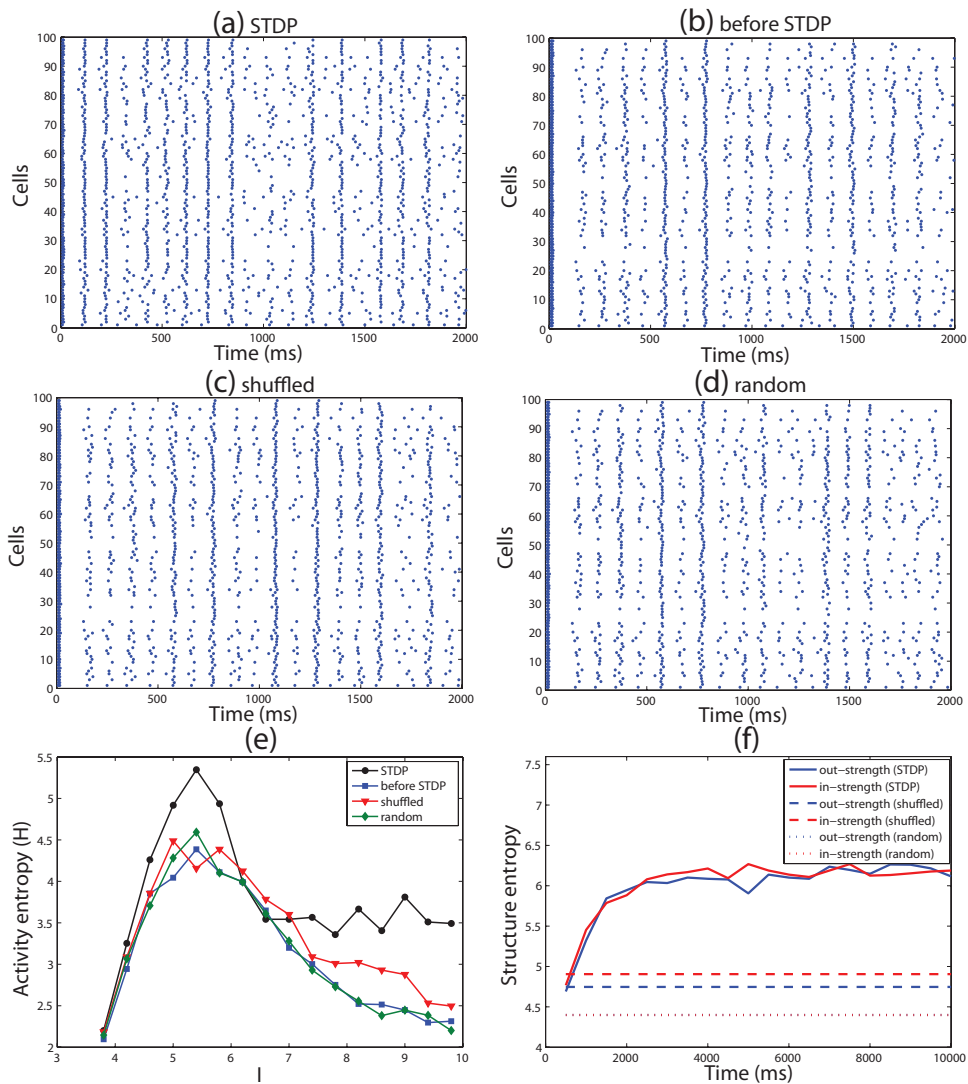 (a) STDP
(b) before STDP
100
90
80
70
60
50
40
30
20
10
0
Cells
0 500 1000 1500 2000
Time (ms)
100
90
80
70
60
50
40
30
20
10
0
Cells
0 500 1000 1500 2000
Time (ms)
(c) shuffled
(d) random
100
90
80
70
60
50
40
30
20
10
0
Cells
0 500 1000 1500 2000
Time (ms)
100
90
80
70
60
50
40
30
20
10
0
Cells
0 500 1000 1500 2000
Time (ms)
(e)
(f)
5.5
5
4.5
4
3.5
3
2.5
2
Activity entropy (H)
STDP
before STDP
shuffled
random
3 4 5 6 7 8 9 10
I
7.5
7
6.5
6
5.5
5
4.5
4
Structure entropy
out-strength (STDP)
in-strength (STDP)
out-strength (shuffled)
in-strength (shuffled)
out-strength (random)
in-strength (random)
0 2000 4000 6000 8000 10000
Time (ms)